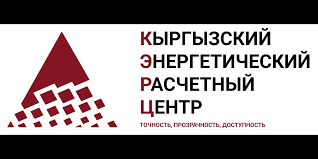 КЫРГЫЗСКИЙ
ЭНЕРГЕТИЧЕСКИЙ
РАСЧЕТНЫЙ
ЦЕНТР
ТОЧНОСТЬ, ПРОЗРАЧНОСТЬ, ДОСТУПНОСТЬ